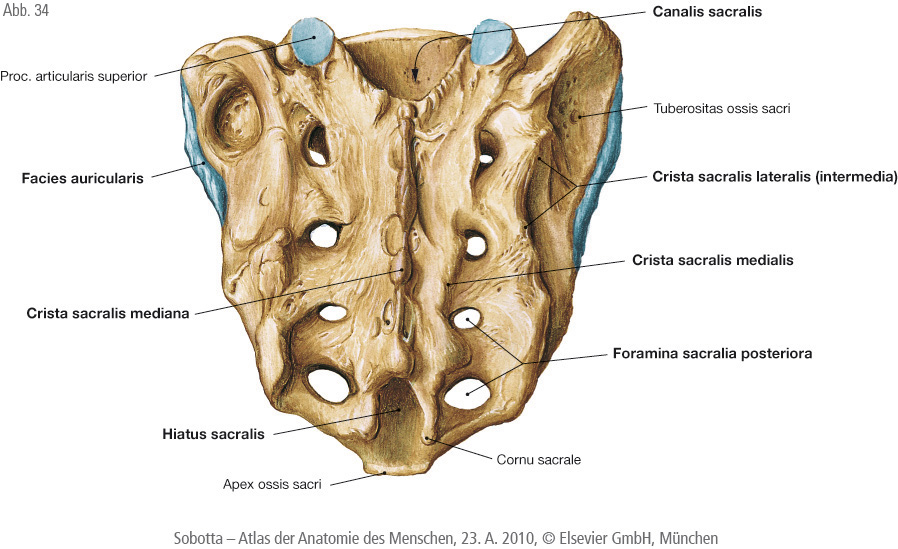 Abb. 34
Canalis sacralis
Proc. articularis superior
Tuberositas ossis sacri
Facies auricularis
Crista sacralis lateralis (intermedia)
Crista sacralis medialis
Crista sacralis mediana
Foramina sacralia posteriora
Hiatus sacralis
Cornu sacrale
Apex ossis sacri
Sobotta – Atlas der Anatomie des Menschen, 23. A. 2010, © Elsevier GmbH, München